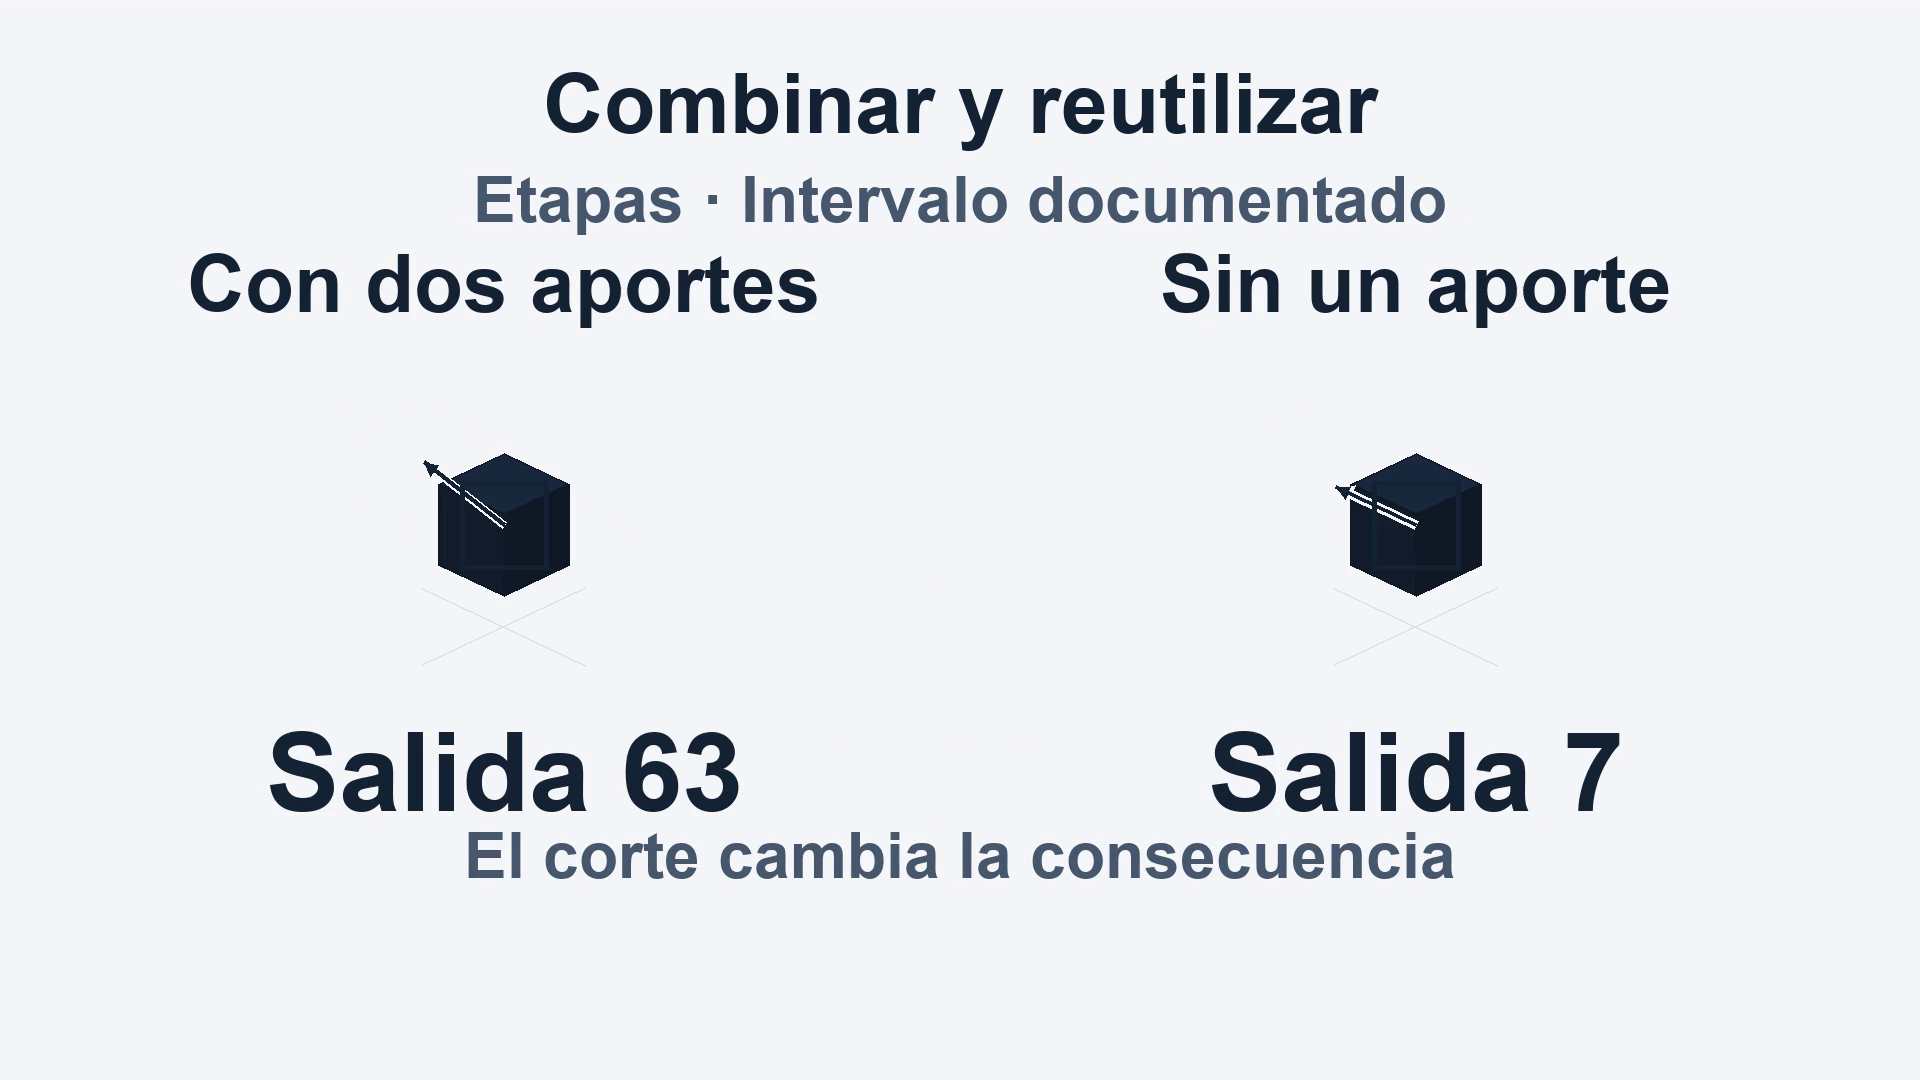 Combinar y reutilizar
Etapas · Intervalo documentado
Con dos aportes
Sin un aporte
Salida 63
Salida 7
El corte cambia la consecuencia